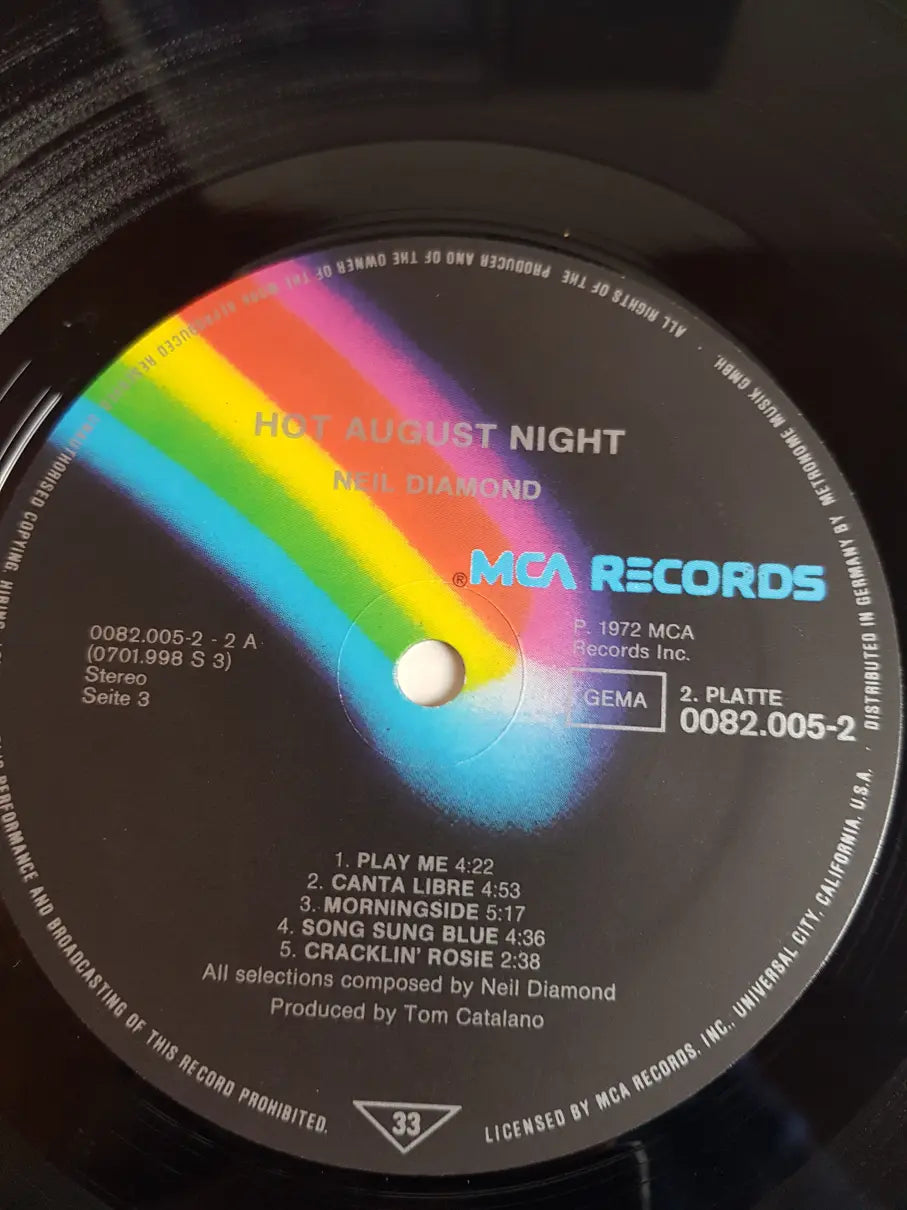 HOT AUGUST NIGHT
NEIL DIAMOND
® MCA RECORDS
0082.005-2 - 2 A
(0701.998 S 3)
Stereo
Seite 3
P. 1972 MCA
Records Inc.
GEMA
2. PLATTE
0082.005-2
1. PLAY ME 4:22
2. CANTA LIBRE 4:53
3. MORNINGSIDE 5:17
4. SONG SUNG BLUE 4:36
5. CRACKLIN' ROSIE 2:38
All selections composed by Neil Diamond
Produced by Tom Catalano
33
ALL RIGHTS OF THE PRODUCER AND OF THE OWNER OF THE WORK REPRODUCED RESERVED. UNAUTHORISED COPYING, PERFORMANCE AND BROADCASTING OF THIS RECORD PROHIBITED.
LICENSED BY MCA RECORDS, INC., UNIVERSAL CITY, CALIFORNIA, U.S.A. · DISTRIBUTED IN GERMANY BY METRONOME MUSIK GMBH. ·